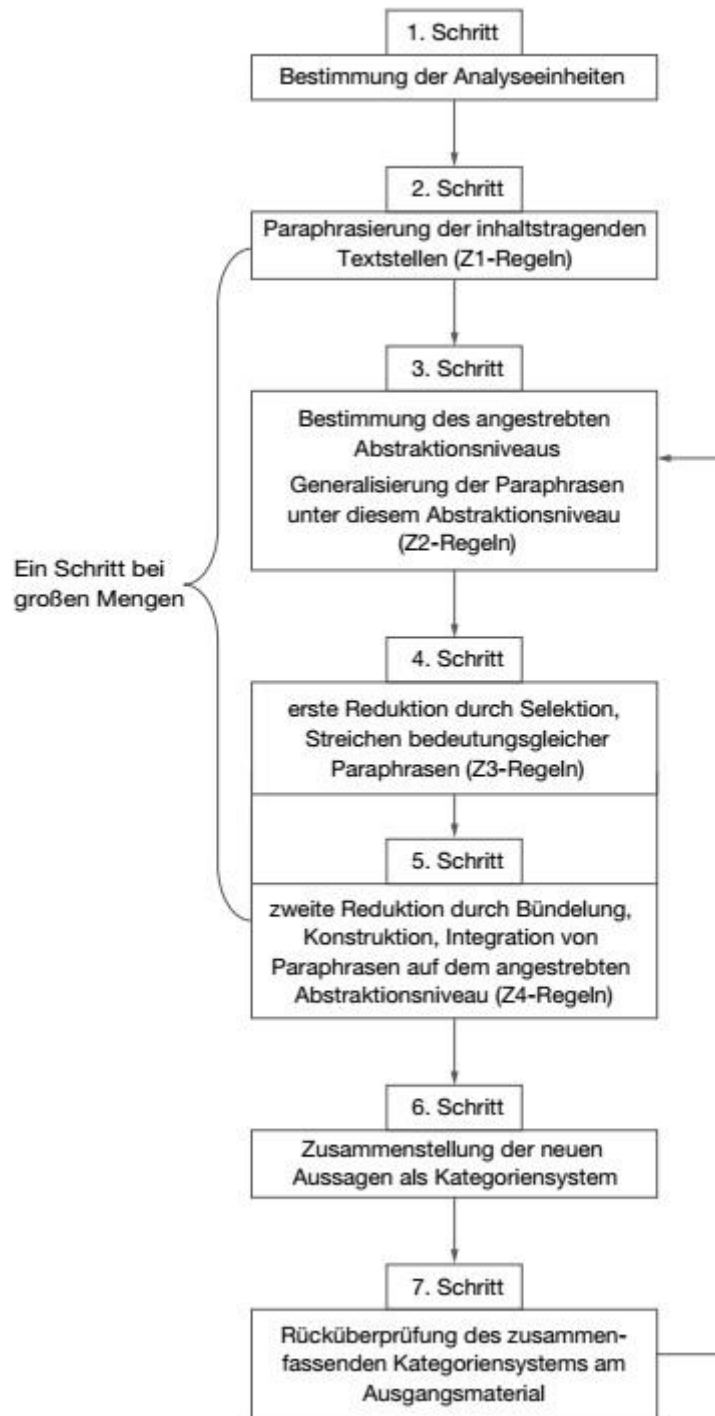 1. Schritt
Bestimmung der Analyseeinheiten
2. Schritt
Paraphrasierung der inhaltstragenden
Textstellen (Z1-Regeln)
3. Schritt
Bestimmung des angestrebten
Abstraktionsniveaus
Generalisierung der Paraphrasen
unter diesem Abstraktionsniveau
(Z2-Regeln)
Ein Schritt bei
großen Mengen
4. Schritt
erste Reduktion durch Selektion,
Streichen bedeutungsgleicher
Paraphrasen (Z3-Regeln)
5. Schritt
zweite Reduktion durch Bündelung,
Konstruktion, Integration von
Paraphrasen auf dem angestrebten
Abstraktionsniveau (Z4-Regeln)
6. Schritt
Zusammenstellung der neuen
Aussagen als Kategoriensystem
7. Schritt
Rücküberprüfung des zusammen-
fassenden Kategoriensystems am
Ausgangsmaterial